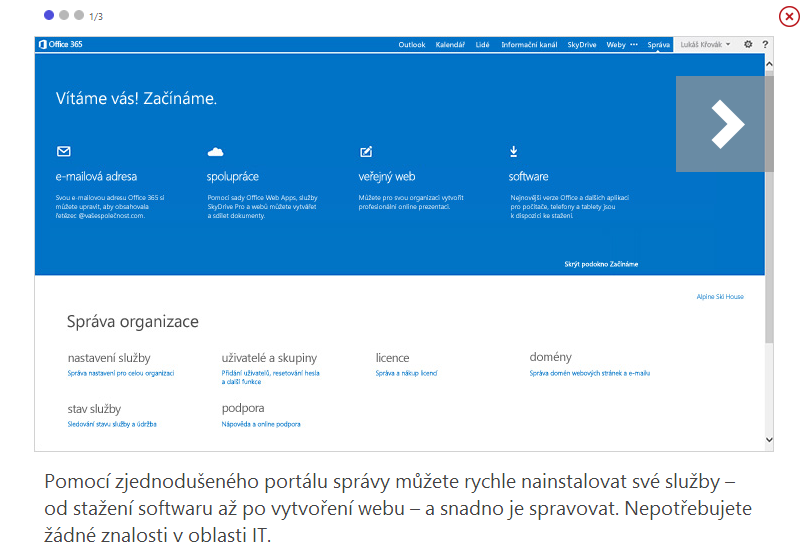 1/3
Office 365
Outlook Kalendář Lidé Informační kanál SkyDrive Weby ··· Správa Lukáš Křovák ?
Vítáme vás! Začínáme.
e-mailová adresa
Svou e-mailovou adresu Office 365 si
můžete upravit, aby obsahovala
řetězec @vašespolečnost.com.
spolupráce
Pomocí sady Office Web Apps, služby
SkyDrive Pro a webů můžete vytvářet
a sdílet dokumenty.
veřejný web
Můžete pro svou organizaci vytvořit
profesionální online prezentaci.
software
Nejnovější verze Office a dalších aplikací
pro počítače, telefony a tablety jsou
k dispozici ke stažení.
Skrýt podokno Začínáme
Alpine Ski House
Správa organizace
nastavení služby
Správa nastavení pro celou organizaci
uživatelé a skupiny
Přidání uživatelů, resetování hesla
a další funkce
licence
Správa a nákup licencí
domény
Správa domén webových stránek a e-mailu
stav služby
Sledování stavu služby a údržba
podpora
Nápověda a online podpora
Pomocí zjednodušeného portálu správy můžete rychle nainstalovat své služby –
od stažení softwaru až po vytvoření webu – a snadno je spravovat. Nepotřebujete
žádné znalosti v oblasti IT.